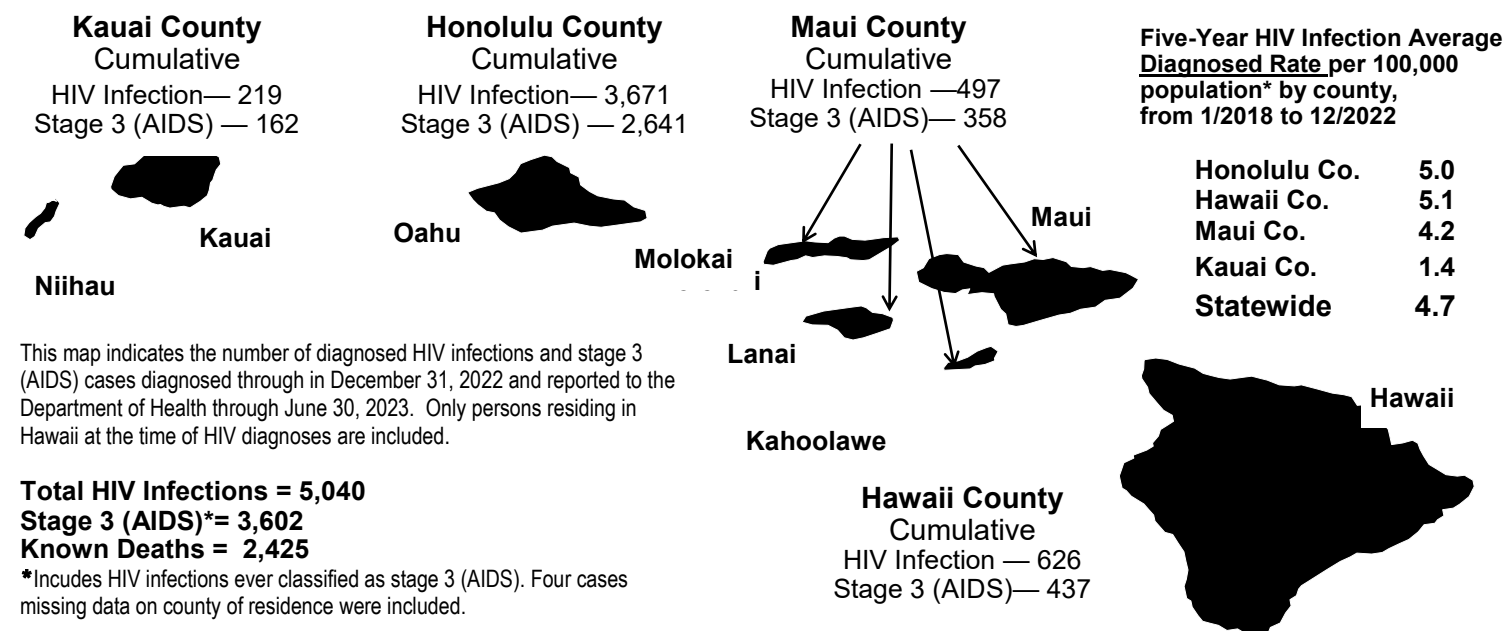 Kauai County
Cumulative
HIV Infection— 219
Stage 3 (AIDS) — 162
Honolulu County
Cumulative
HIV Infection— 3,671
Stage 3 (AIDS) — 2,641
Maui County
Cumulative
HIV Infection —497
Stage 3 (AIDS)— 358
Five-Year HIV Infection Average
Diagnosed Rate per 100,000
population* by county,
from 1/2018 to 12/2022
Honolulu Co. 5.0
Hawaii Co. 5.1
Maui Co. 4.2
Kauai Co. 1.4
Statewide 4.7
Niihau
Kauai
Oahu
Molokai
i
Maui
Lanai
Kahoolawe
Hawaii
This map indicates the number of diagnosed HIV infections and stage 3
(AIDS) cases diagnosed through in December 31, 2022 and reported to the
Department of Health through June 30, 2023. Only persons residing in
Hawaii at the time of HIV diagnoses are included.
Total HIV Infections = 5,040
Stage 3 (AIDS)*= 3,602
Known Deaths = 2,425
*Incudes HIV infections ever classified as stage 3 (AIDS). Four cases
missing data on county of residence were included.
Hawaii County
Cumulative
HIV Infection — 626
Stage 3 (AIDS)— 437